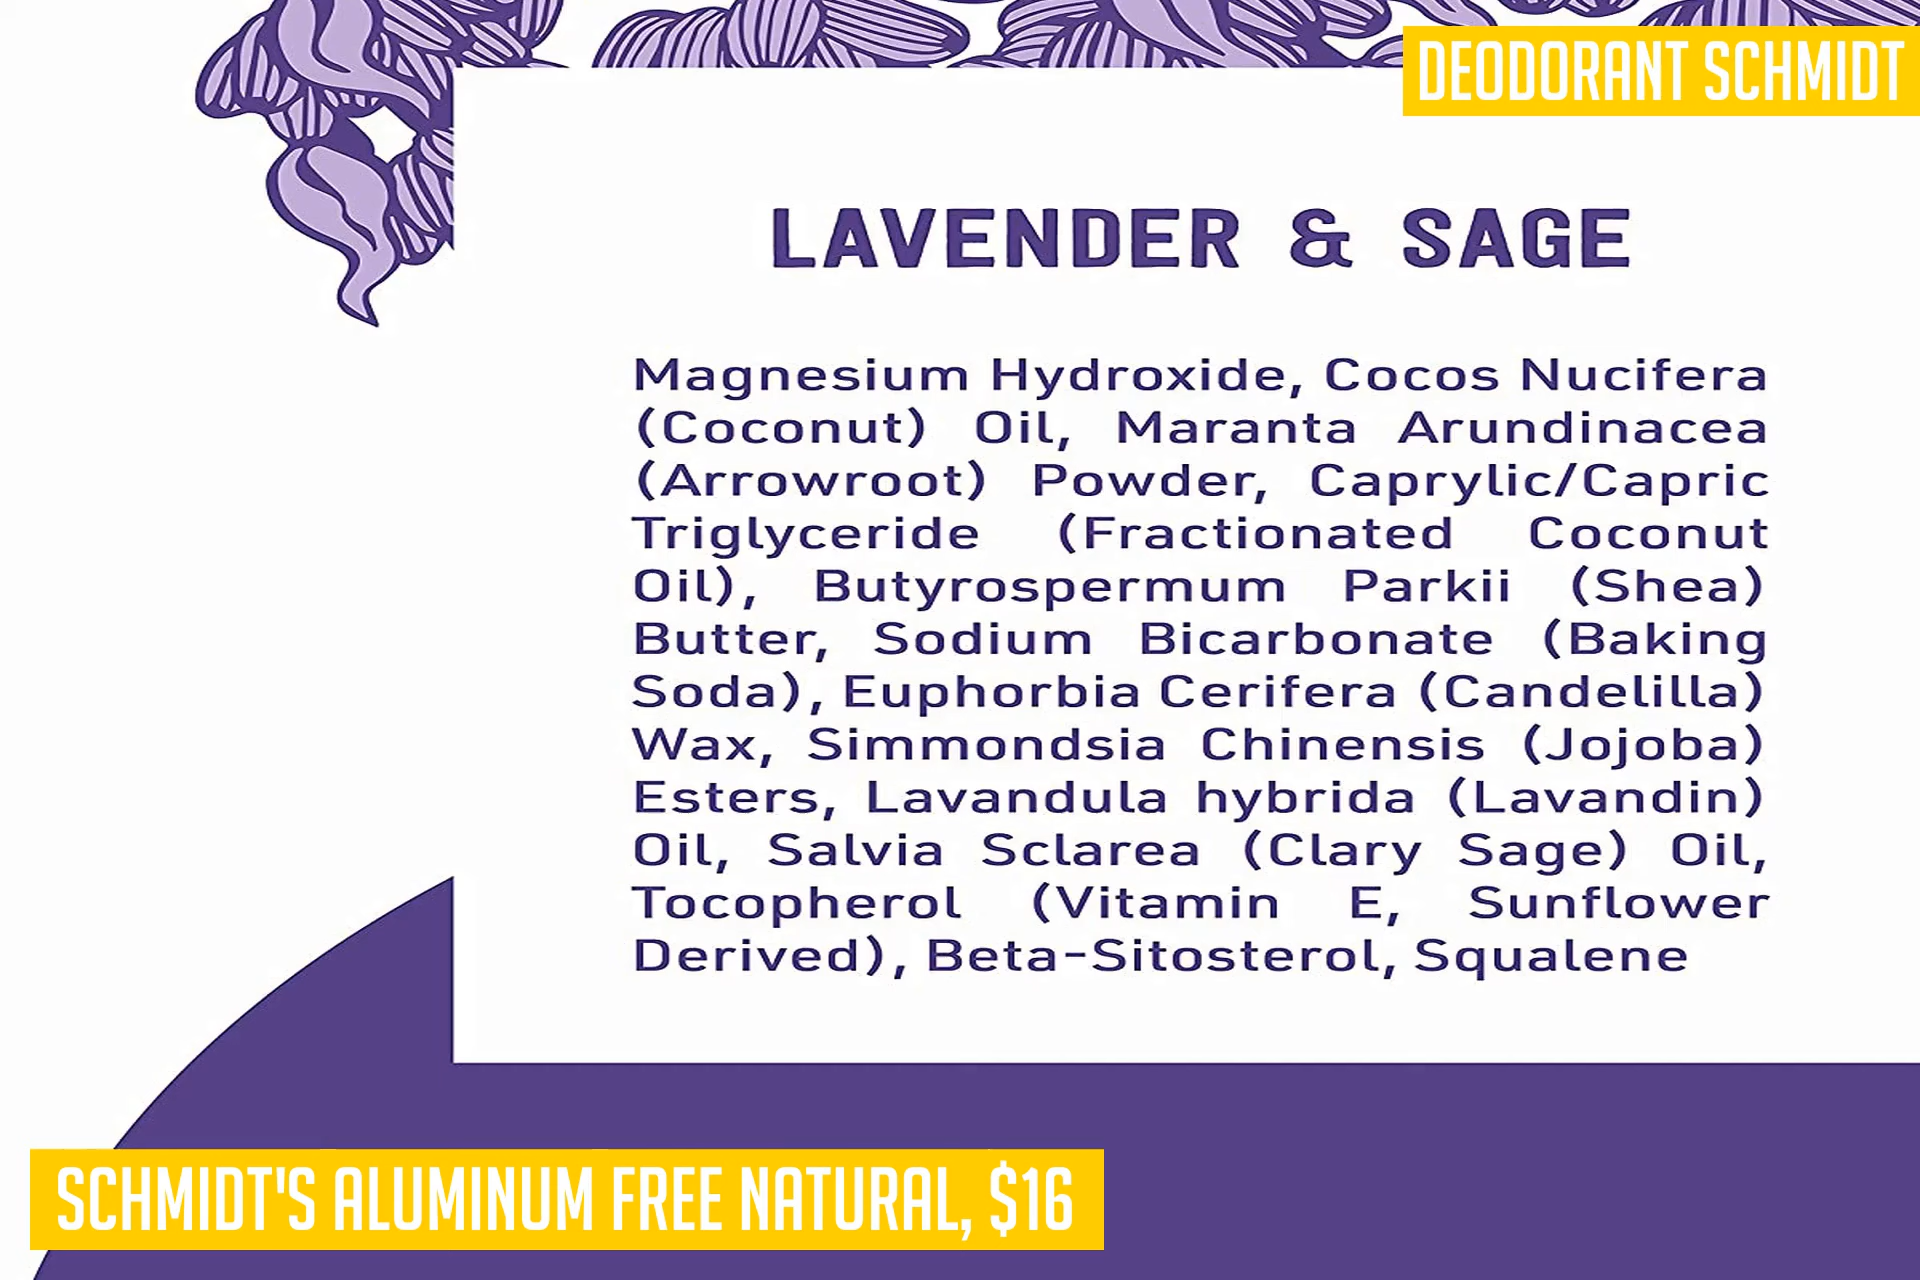 DEODORANT SCHMIDT
LAVENDER & SAGE
Magnesium Hydroxide, Cocos Nucifera
(Coconut) Oil, Maranta Arundinacea
(Arrowroot) Powder, Caprylic/Capric
Triglyceride (Fractionated Coconut
Oil), Butyrospermum Parkii (Shea)
Butter, Sodium Bicarbonate (Baking
Soda), Euphorbia Cerifera (Candelilla)
Wax, Simmondsia Chinensis (Jojoba)
Esters, Lavandula hybrida (Lavandin)
Oil, Salvia Sclarea (Clary Sage) Oil,
Tocopherol (Vitamin E, Sunflower
Derived), Beta-Sitosterol, Squalene
SCHMIDT'S ALUMINUM FREE NATURAL, $16